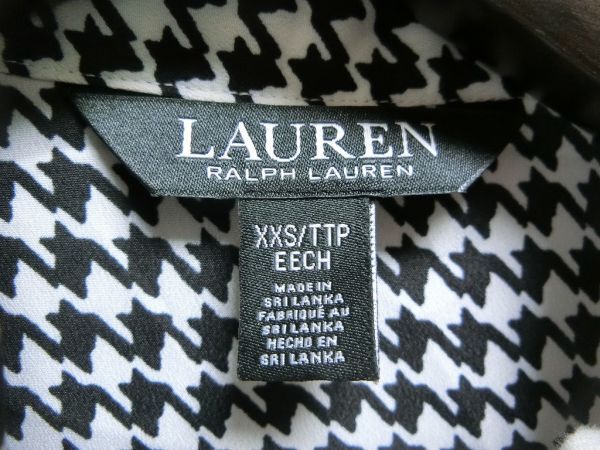 LAUREN
RALPH LAUREN
XXS/TTP
EECH
MADE IN
SRI LANKA
FABRIQUÉ AU
SRI LANKA
HECHO EN
SRI LANKA